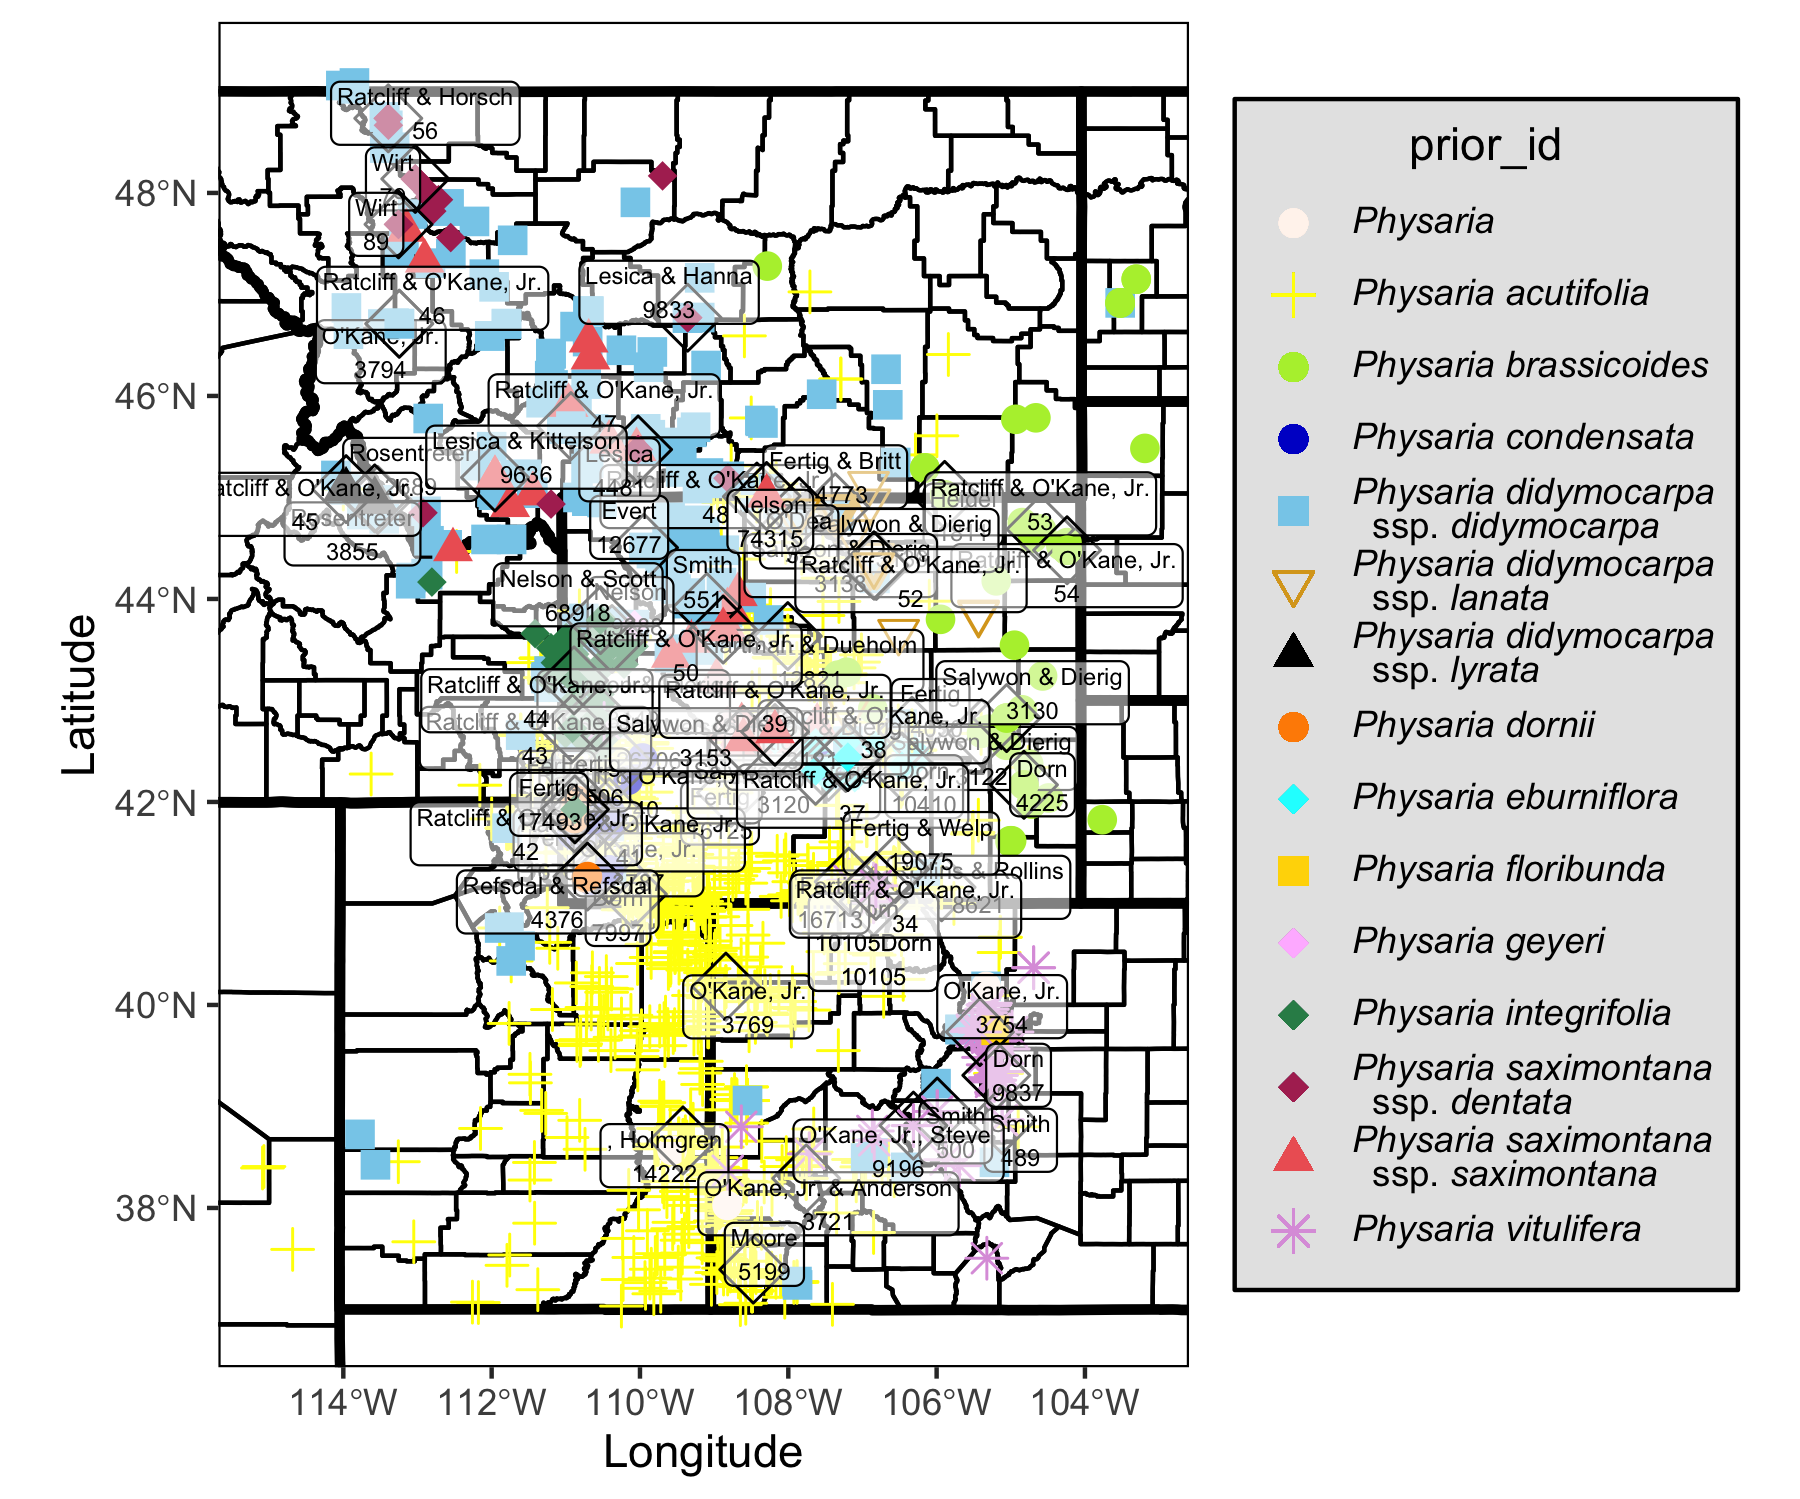 Ratcliff & Horsch
56
Wirt
Wirt
89
Ratcliff & O'Kane, Jr.
46
O'Kane, Jr.
3794
Lesica & Hanna
9833
Ratcliff & O'Kane, Jr.
47
Lesica & Kittelson
9636
Lesica
4481
Rosentreter
Ratcliff & O'Kane, Jr.
45
Rosentreter
3855
Fertig & Britt
4773
48
Nelson
74315
Evert
12677
Salywon & Dierig
Ratcliff & O'Kane, Jr.
53
Ratcliff & O'Kane, Jr.
52
3138
Ratcliff & O'Kane, Jr.
54
Smith
551
Nelson & Scott
68918
Nelson
Ratcliff & O'Kane, Jr.
50
& Dueholm
Ratcliff & O'Kane, Jr.
44
Ratcliff & O'Kane, Jr.
39
Fertig
Salywon & Dierig
3130
43
Salywon & Dierig
3153
38
Salywon & Dierig
3122
Dorn
4225
Ratcliff & O'Kane, Jr.
37
3120
10410
Fertig
17493
42
41
Fertig & Welp
19075
Refsdal & Refsdal
4376
Dorn
7997
Ratcliff & O'Kane, Jr.
34
16713
8621
10105Dorn
10105
O'Kane, Jr.
3769
O'Kane, Jr.
3754
Dorn
9837
Smith
489
Smith
500
O'Kane, Jr., Steve
9196
, Holmgren
14222
O'Kane, Jr. & Anderson
3721
Moore
5199
48°N
46°N
44°N
42°N
40°N
38°N
Latitude
114°W
112°W
110°W
108°W
106°W
104°W
Longitude
prior_id
Physaria
Physaria acutifolia
Physaria brassicoides
Physaria condensata
Physaria didymocarpa
ssp. didymocarpa
Physaria didymocarpa
ssp. lanata
Physaria didymocarpa
ssp. lyrata
Physaria dornii
Physaria eburniflora
Physaria floribunda
Physaria geyeri
Physaria integrifolia
Physaria saximontana
ssp. dentata
Physaria saximontana
ssp. saximontana
Physaria vitulifera